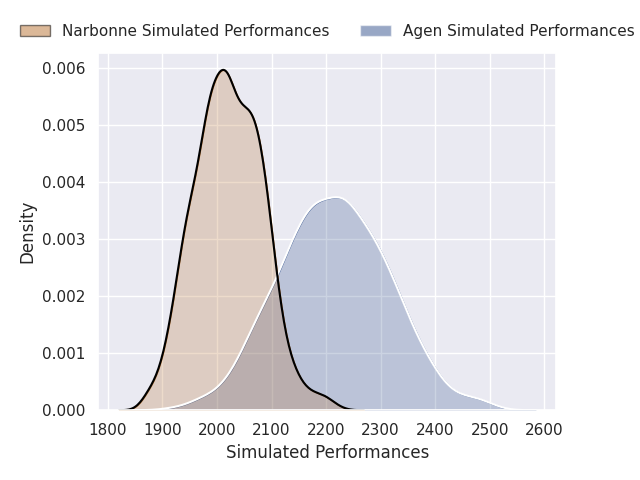 Narbonne Simulated Performances Agen Simulated Performances
0.006
0.005
0.004
0.003
0.002
0.001
0.000
Density
1800 1900 2000 2100 2200 2300 2400 2500 2600
Simulated Performances